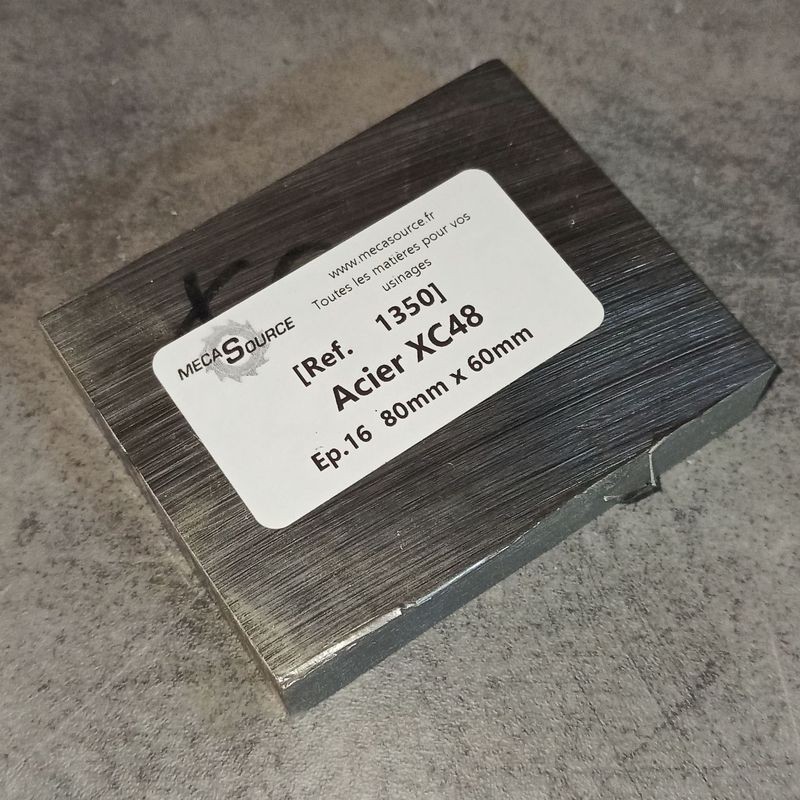 www.mecasource.fr
Toutes les matières pour vos
usinages
MECASOURCE
[Ref. 1350]
Acier XC48
Ep.16 80mm x 60mm